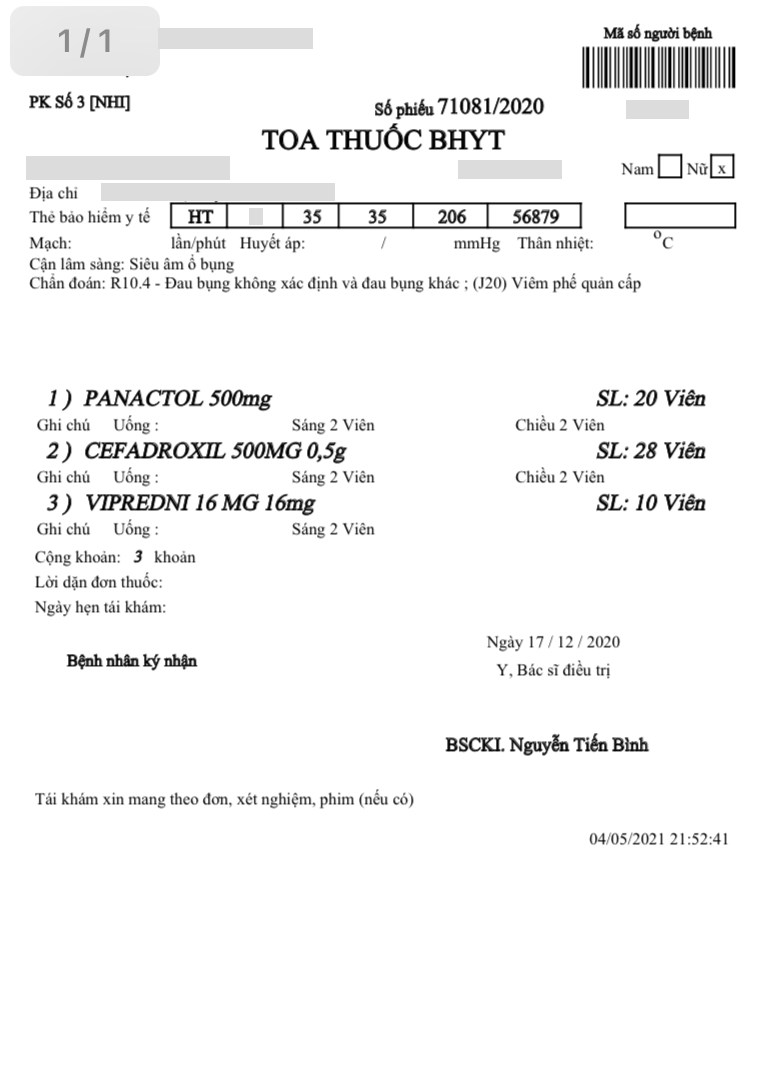 1/1
Mã số người bệnh
PK Số 3 [NHI]
Số phiếu 71081/2020
TOA THUỐC BHYT
Nam Nữ x
Địa chỉ
Thẻ bảo hiểm y tế HT 35 35 206 56879
Mạch: lần/phút Huyết áp: / mmHg Thân nhiệt: °C
Cận lâm sàng: Siêu âm ổ bụng
Chẩn đoán: R10.4 - Đau bụng không xác định và đau bụng khác ; (J20) Viêm phế quản cấp
1 ) PANACTOL 500mg SL: 20 Viên
Ghi chú Uống : Sáng 2 Viên Chiều 2 Viên
2 ) CEFADROXIL 500MG 0,5g SL: 28 Viên
Ghi chú Uống : Sáng 2 Viên Chiều 2 Viên
3 ) VIPREDNI 16 MG 16mg SL: 10 Viên
Ghi chú Uống : Sáng 2 Viên
Cộng khoản: 3 khoản
Lời dặn đơn thuốc:
Ngày hẹn tái khám:
Ngày 17 / 12 / 2020
Bệnh nhân ký nhận
Y, Bác sĩ điều trị
BSCKI. Nguyễn Tiến Bình
Tái khám xin mang theo đơn, xét nghiệm, phim (nếu có)
04/05/2021 21:52:41